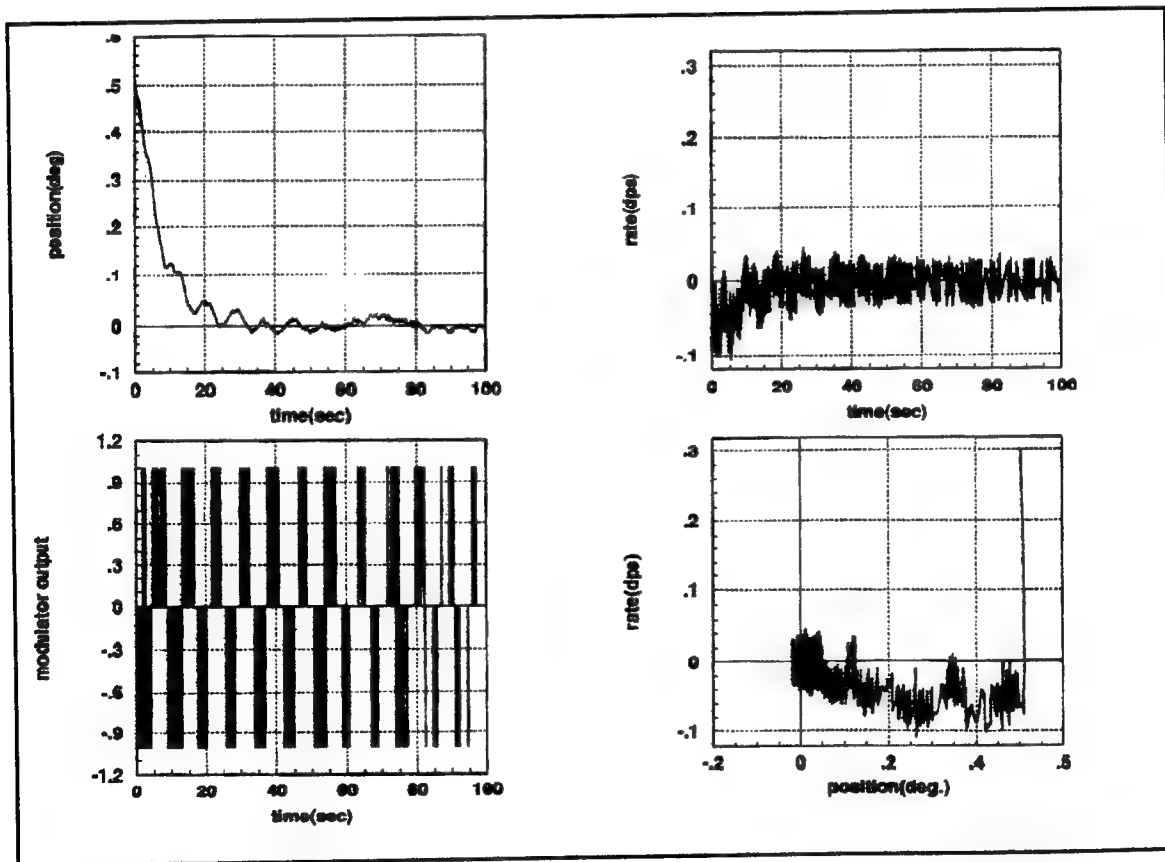 .6
.5
.4
.3
.2
.1
0
-.1
position(deg)
0 20 40 60 80 100
time(sec)
.3
.2
.1
0
-.1
rate(dps)
0 20 40 60 80 100
time(sec)
1.2
.9
.6
.3
0
-.3
-.6
-.9
-1.2
modulator output
0 20 40 60 80 100
time(sec)
.3
.2
.1
0
-.1
rate(dps)
-.2 0 .2 .4 .5
position(deg.)